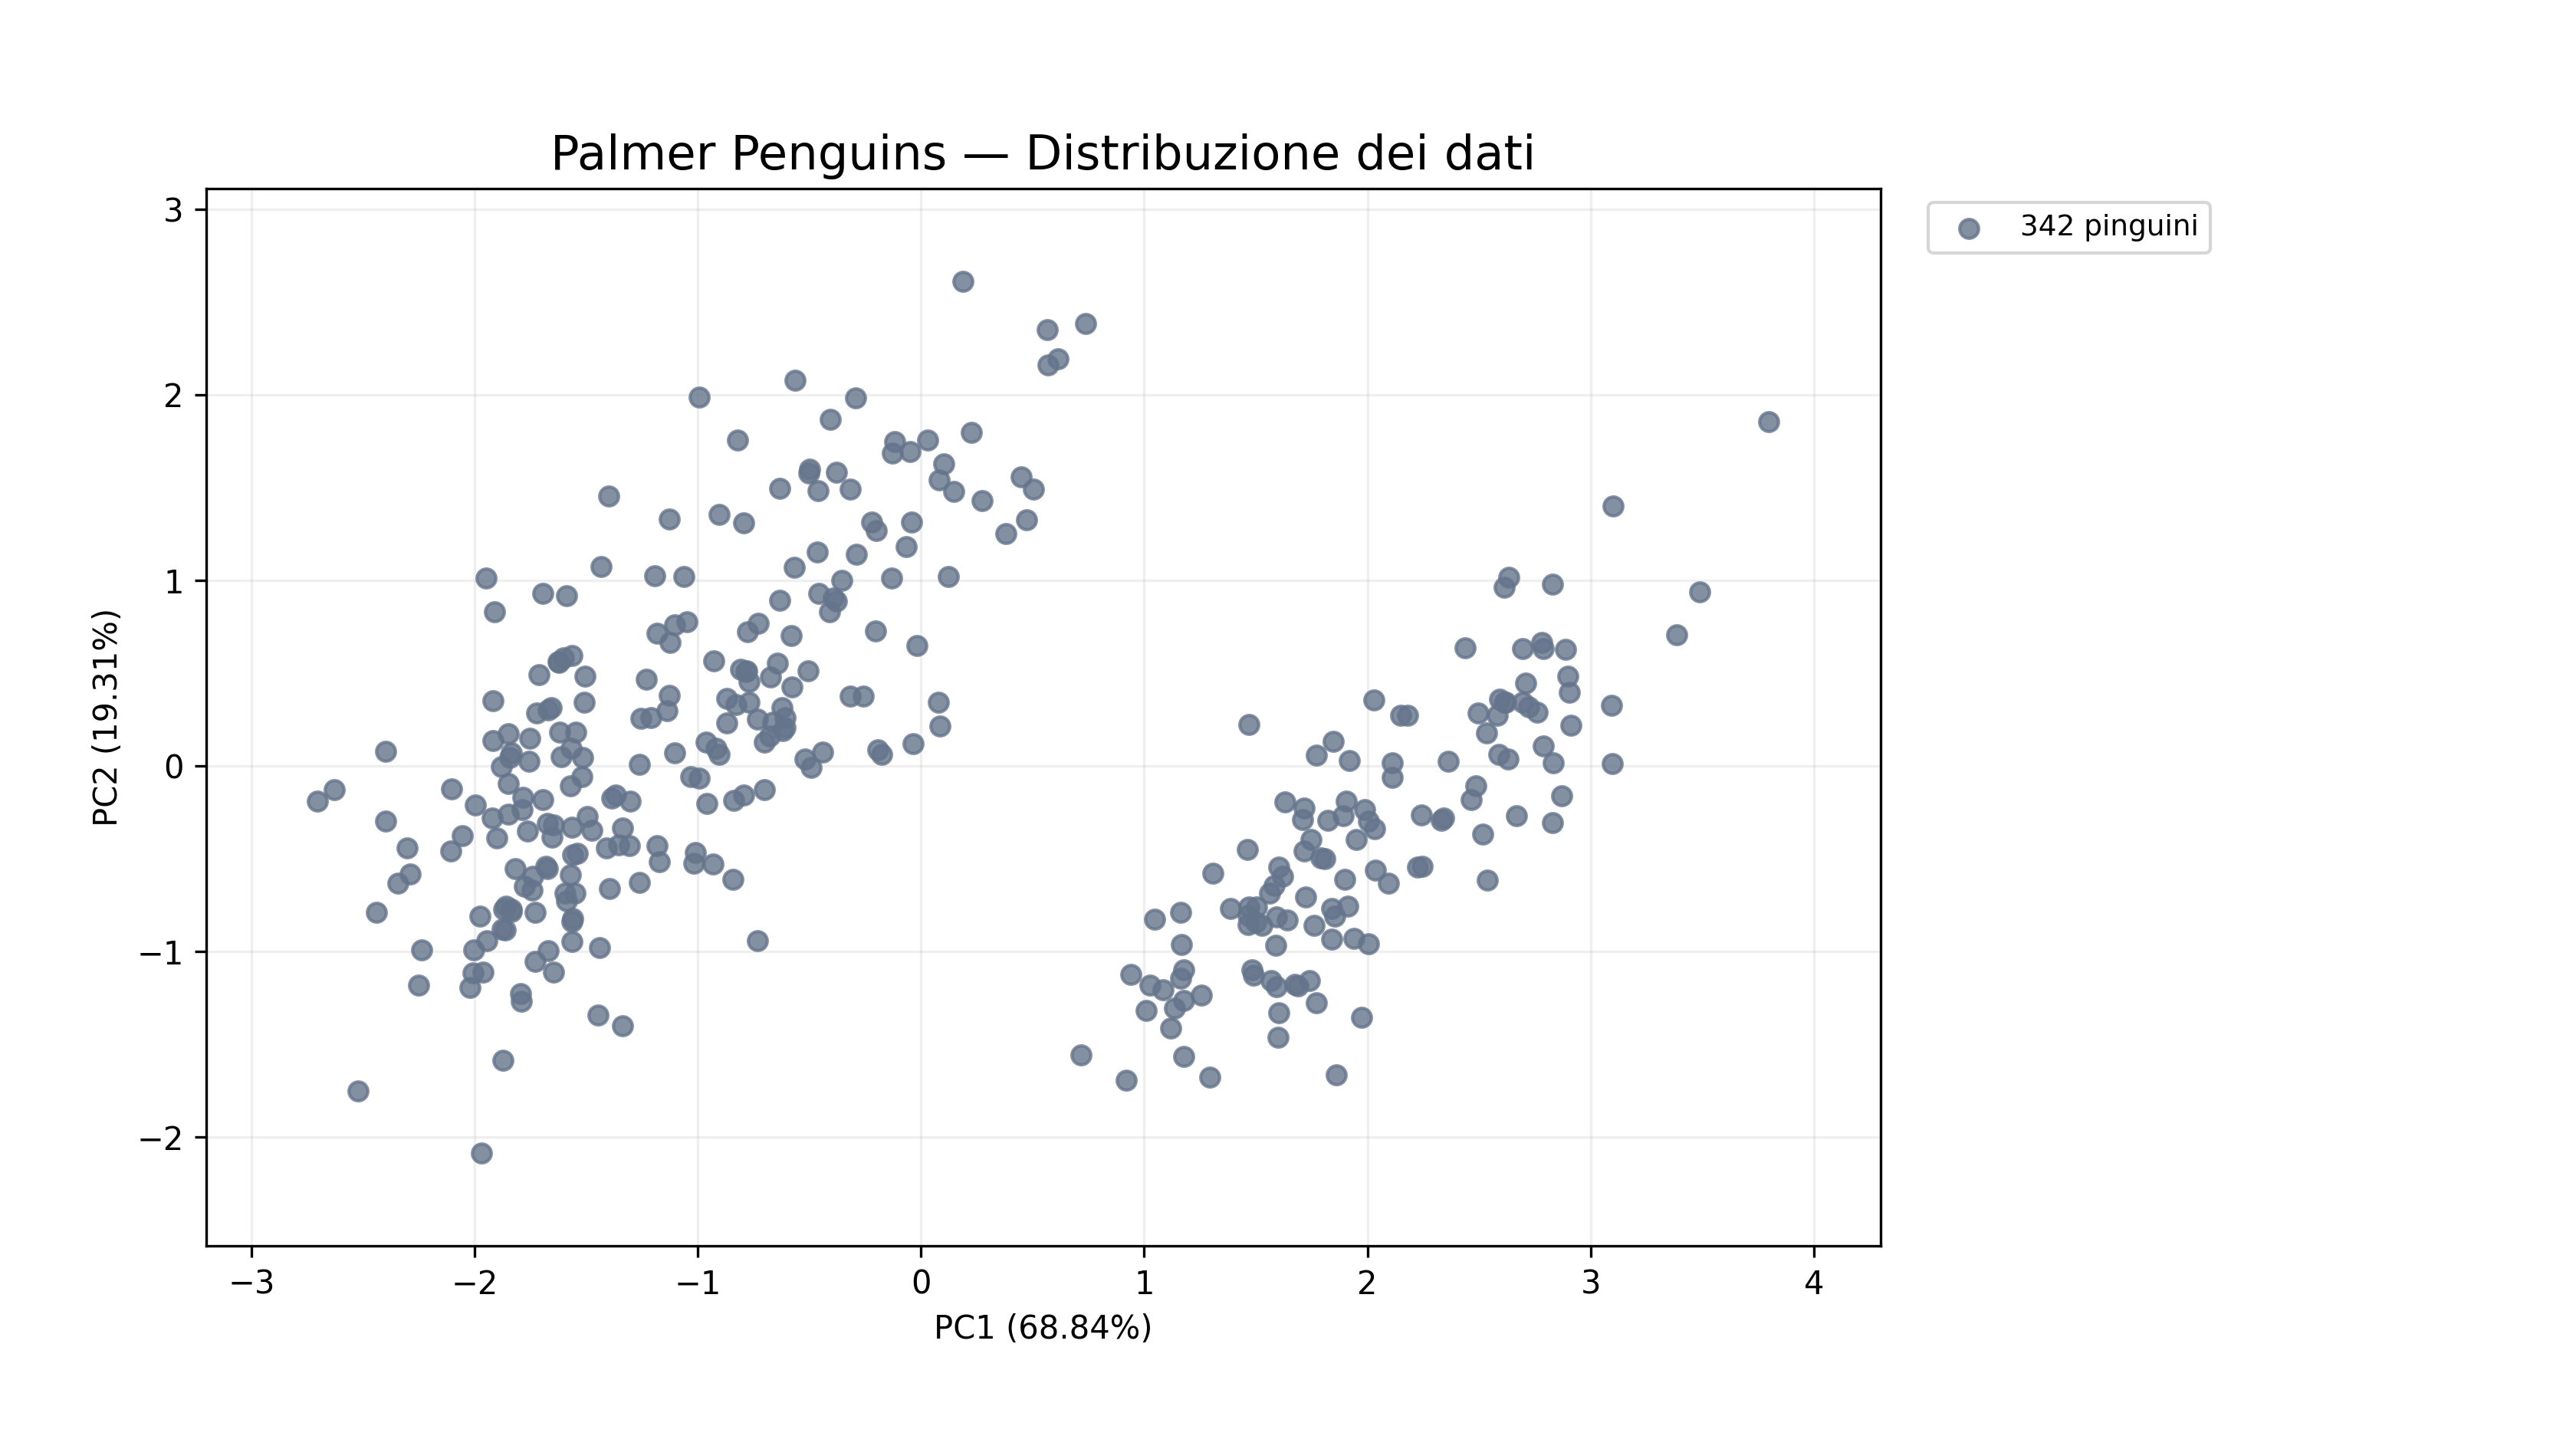 Palmer Penguins — Distribuzione dei dati
342 pinguini
3
2
1
0
−1
−2
PC2 (19.31%)
−3 −2 −1 0 1 2 3 4
PC1 (68.84%)